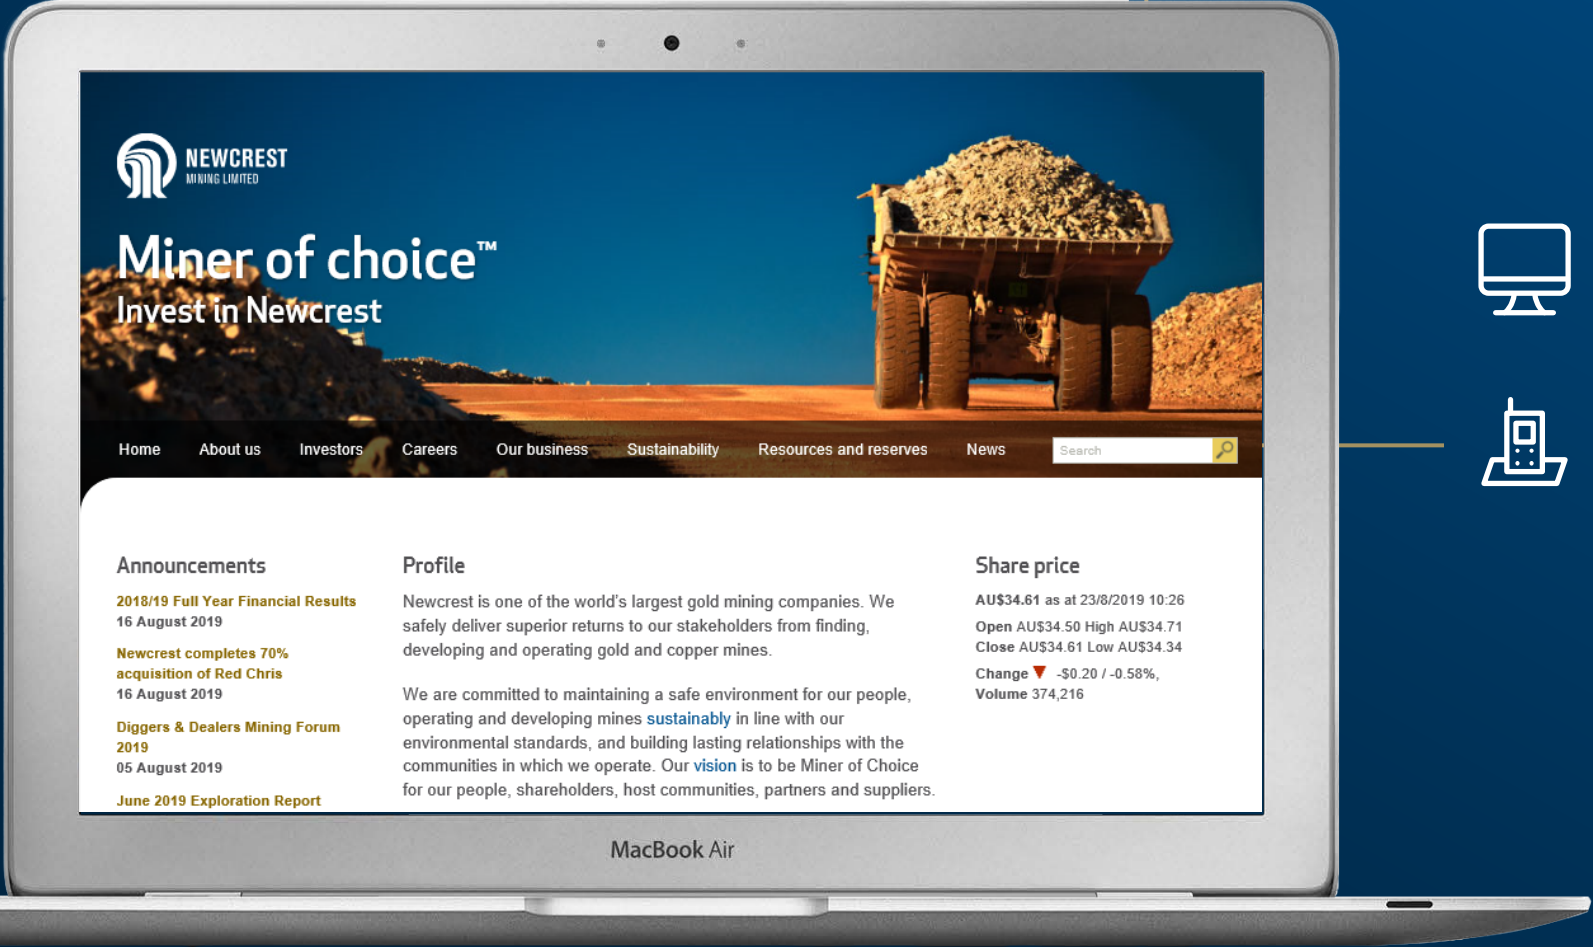 NEWCREST
MINING LIMITED
Miner of choice™
Invest in Newcrest
Home About us Investors Careers Our business Sustainability Resources and reserves News Search
Announcements
2018/19 Full Year Financial Results
16 August 2019
Newcrest completes 70%
acquisition of Red Chris
16 August 2019
Diggers & Dealers Mining Forum
2019
05 August 2019
June 2019 Exploration Report
Profile
Newcrest is one of the world's largest gold mining companies. We
safely deliver superior returns to our stakeholders from finding,
developing and operating gold and copper mines.
We are committed to maintaining a safe environment for our people,
operating and developing mines sustainably in line with our
environmental standards, and building lasting relationships with the
communities in which we operate. Our vision is to be Miner of Choice
for our people, shareholders, host communities, partners and suppliers.
Share price
AU$34.61 as at 23/8/2019 10:26
Open AU$34.50 High AU$34.71
Close AU$34.61 Low AU$34.34
Change ▼ -$0.20 / -0.58%,
Volume 374,216
MacBook Air